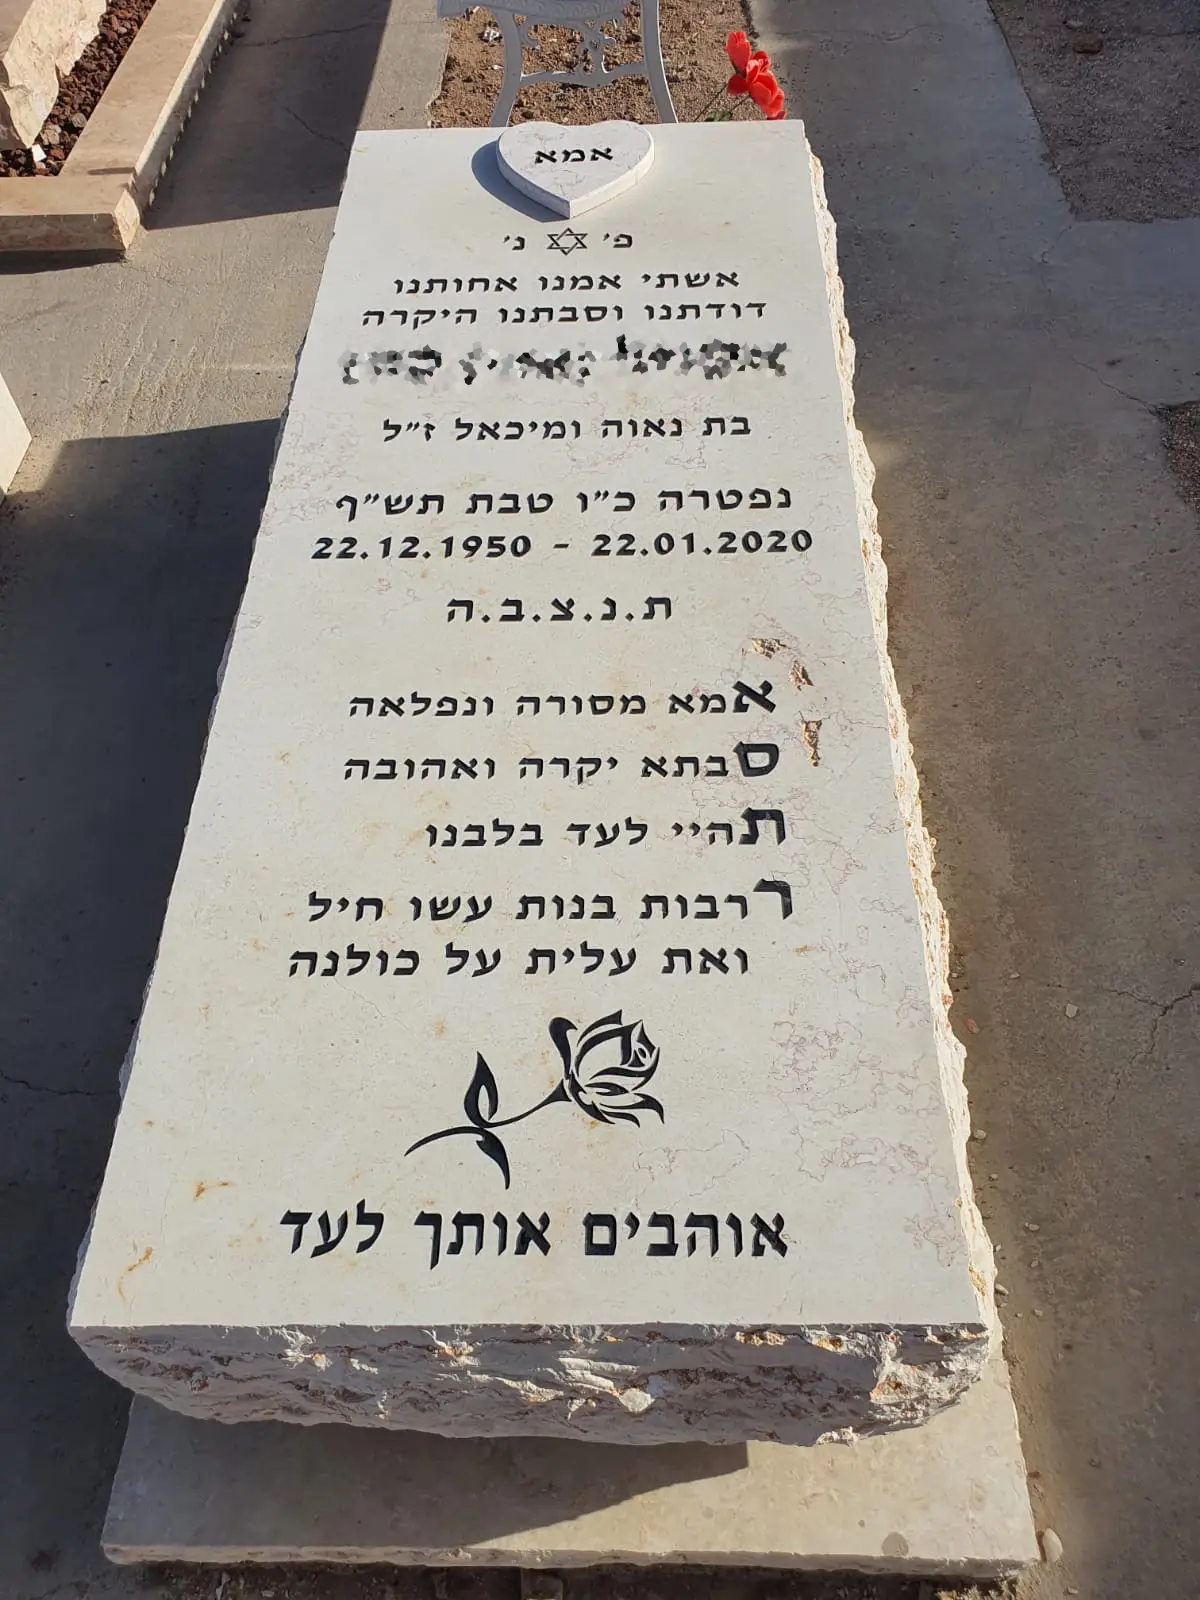 אמא
פ' נ'
אשתי אמנו אחותנו
דודתנו וסבתנו היקרה
בת נאוה ומיכאל ז״ל
נפטרה כ״ו טבת תש״ף
22.12.1950 - 22.01.2020
ת.נ.צ.ב.ה
אמא מסורה ונפלאה
סבתא יקרה ואהובה
תהיי לעד בלבנו
רבות בנות עשו חיל
ואת עלית על כולנה
אוהבים אותך לעד